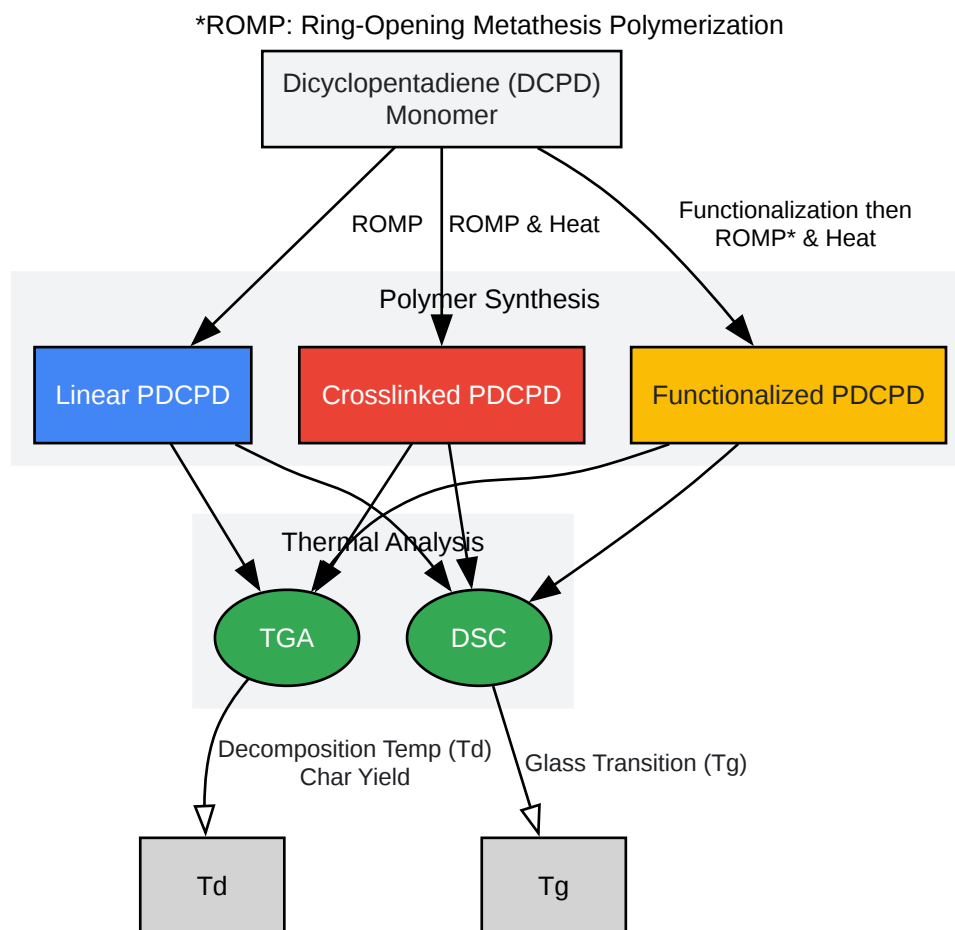 *ROMP: Ring-Opening Metathesis Polymerization
Dicyclopentadiene (DCPD)
Monomer
ROMP
ROMP & Heat
Functionalization then
ROMP* & Heat
Polymer Synthesis
Linear PDCPD
Crosslinked PDCPD
Functionalized PDCPD
Thermal Analysis
TGA
DSC
Decomposition Temp (Td)
Char Yield
Glass Transition (Tg)
Td
Tg